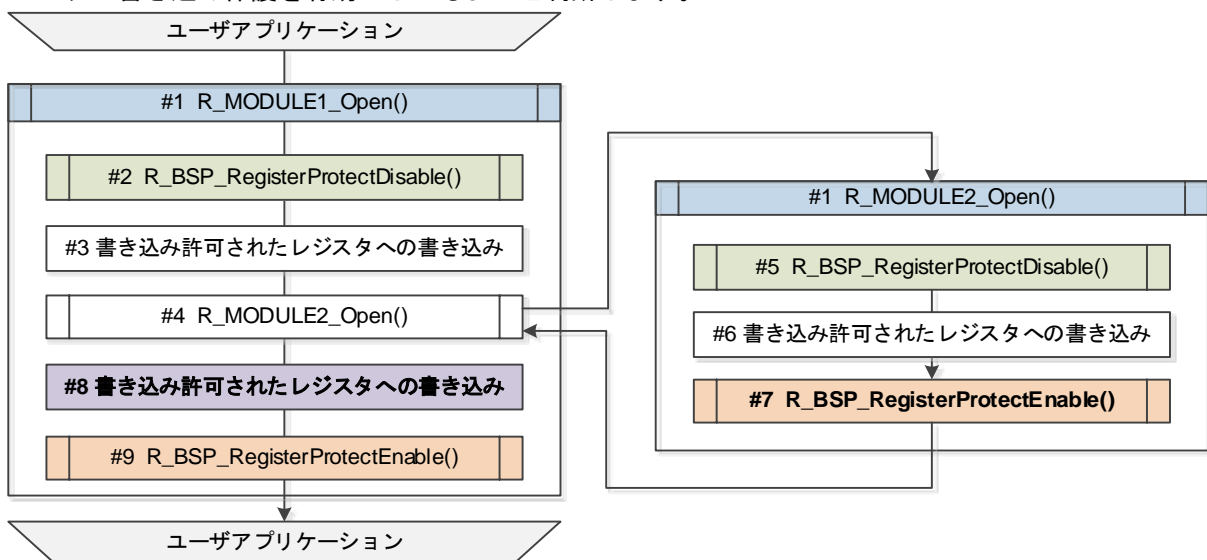 ユーザアプリケーション
#1 R_MODULE1_Open()
#2 R_BSP_RegisterProtectDisable()
#3 書き込み許可されたレジスタへの書き込み
#4 R_MODULE2_Open()
#8 書き込み許可されたレジスタへの書き込み
#9 R_BSP_RegisterProtectEnable()
ユーザアプリケーション
#1 R_MODULE2_Open()
#5 R_BSP_RegisterProtectDisable()
#6 書き込み許可されたレジスタへの書き込み
#7 R_BSP_RegisterProtectEnable()